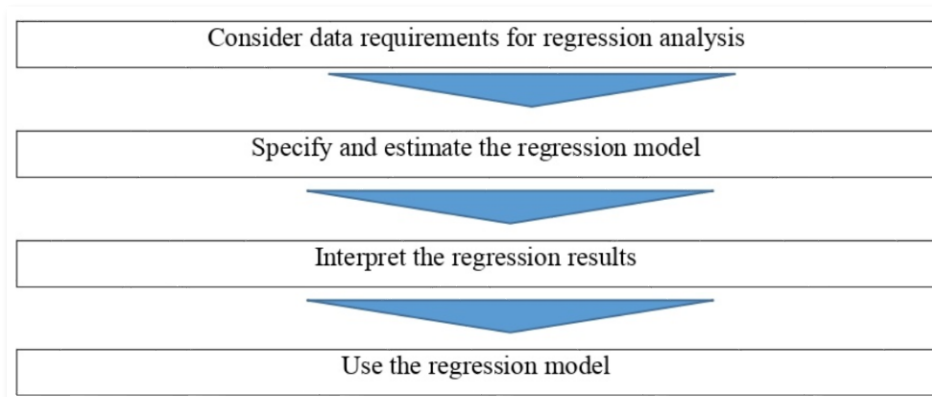 Consider data requirements for regression analysis
Specify and estimate the regression model
Interpret the regression results
Use the regression model